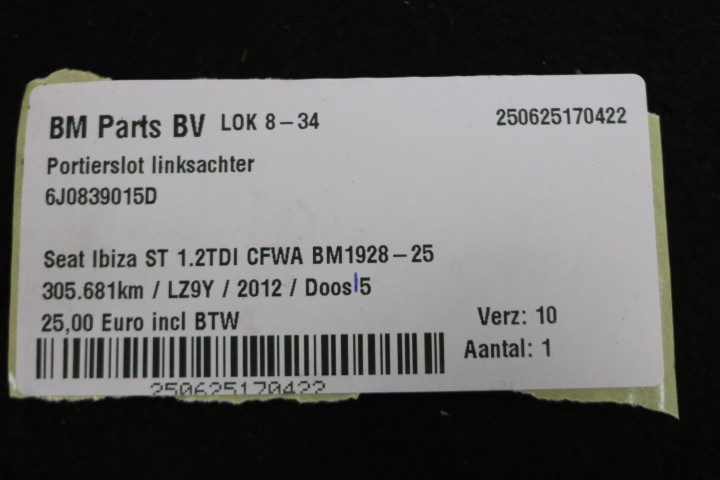 BM Parts BV LOK 8-34 250625170422
Portierslot linksachter
6J0839015D
Seat Ibiza ST 1.2TDI CFWA BM1928-25
305.681km / LZ9Y / 2012 / Doos 5
25,00 Euro incl BTW Verz: 10
Aantal: 1
250625170422